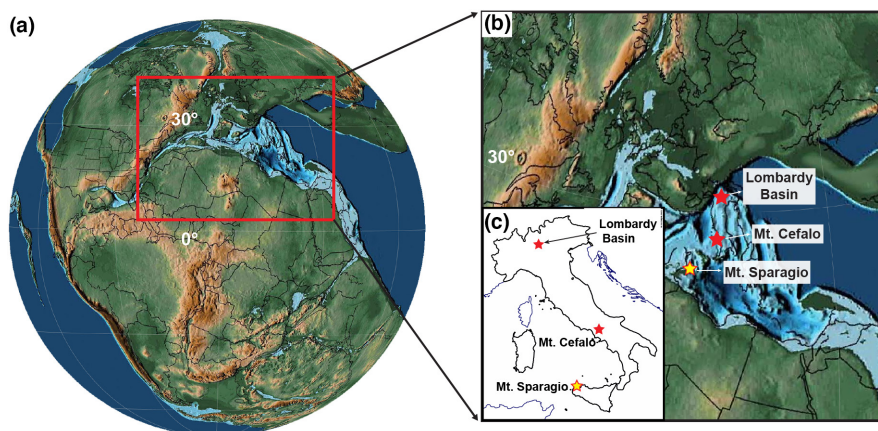 (a)
30°
0°
(b)
30°
Lombardy
Basin
Mt. Cefalo
Mt. Sparagio
(c)
Lombardy
Basin
Mt. Cefalo
Mt. Sparagio